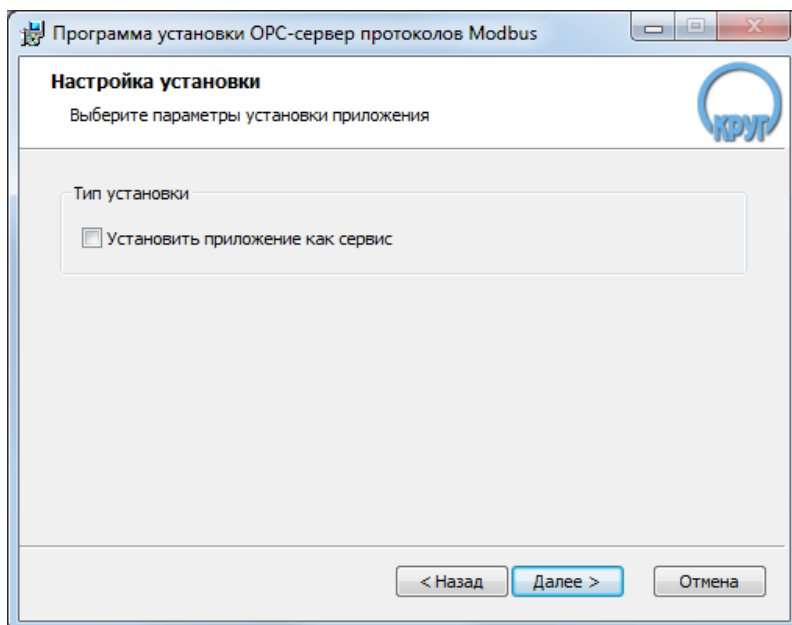 Программа установки OPC-сервер протоколов Modbus
Настройка установки
Выберите параметры установки приложения
КРУГ
Тип установки
Установить приложение как сервис
< Назад
Далее >
Отмена